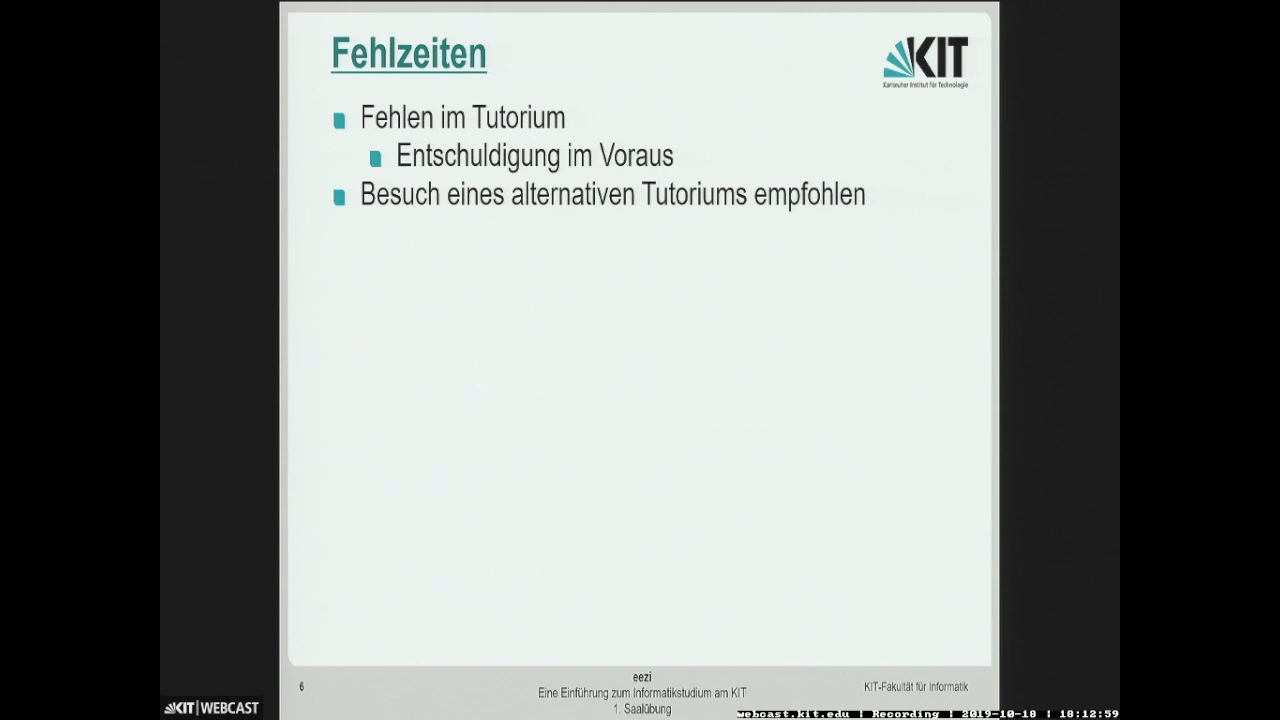 Fehlzeiten
KIT
Karlsruher Institut für Technologie
Fehlen im Tutorium
Entschuldigung im Voraus
Besuch eines alternativen Tutoriums empfohlen
6
eezi
Eine Einführung zum Informatikstudium am KIT
1. Saalübung
KIT-Fakultät für Informatik
KIT | WEBCAST
webcast.kit.edu | Recording | 2019-10-18 | 18:12:59